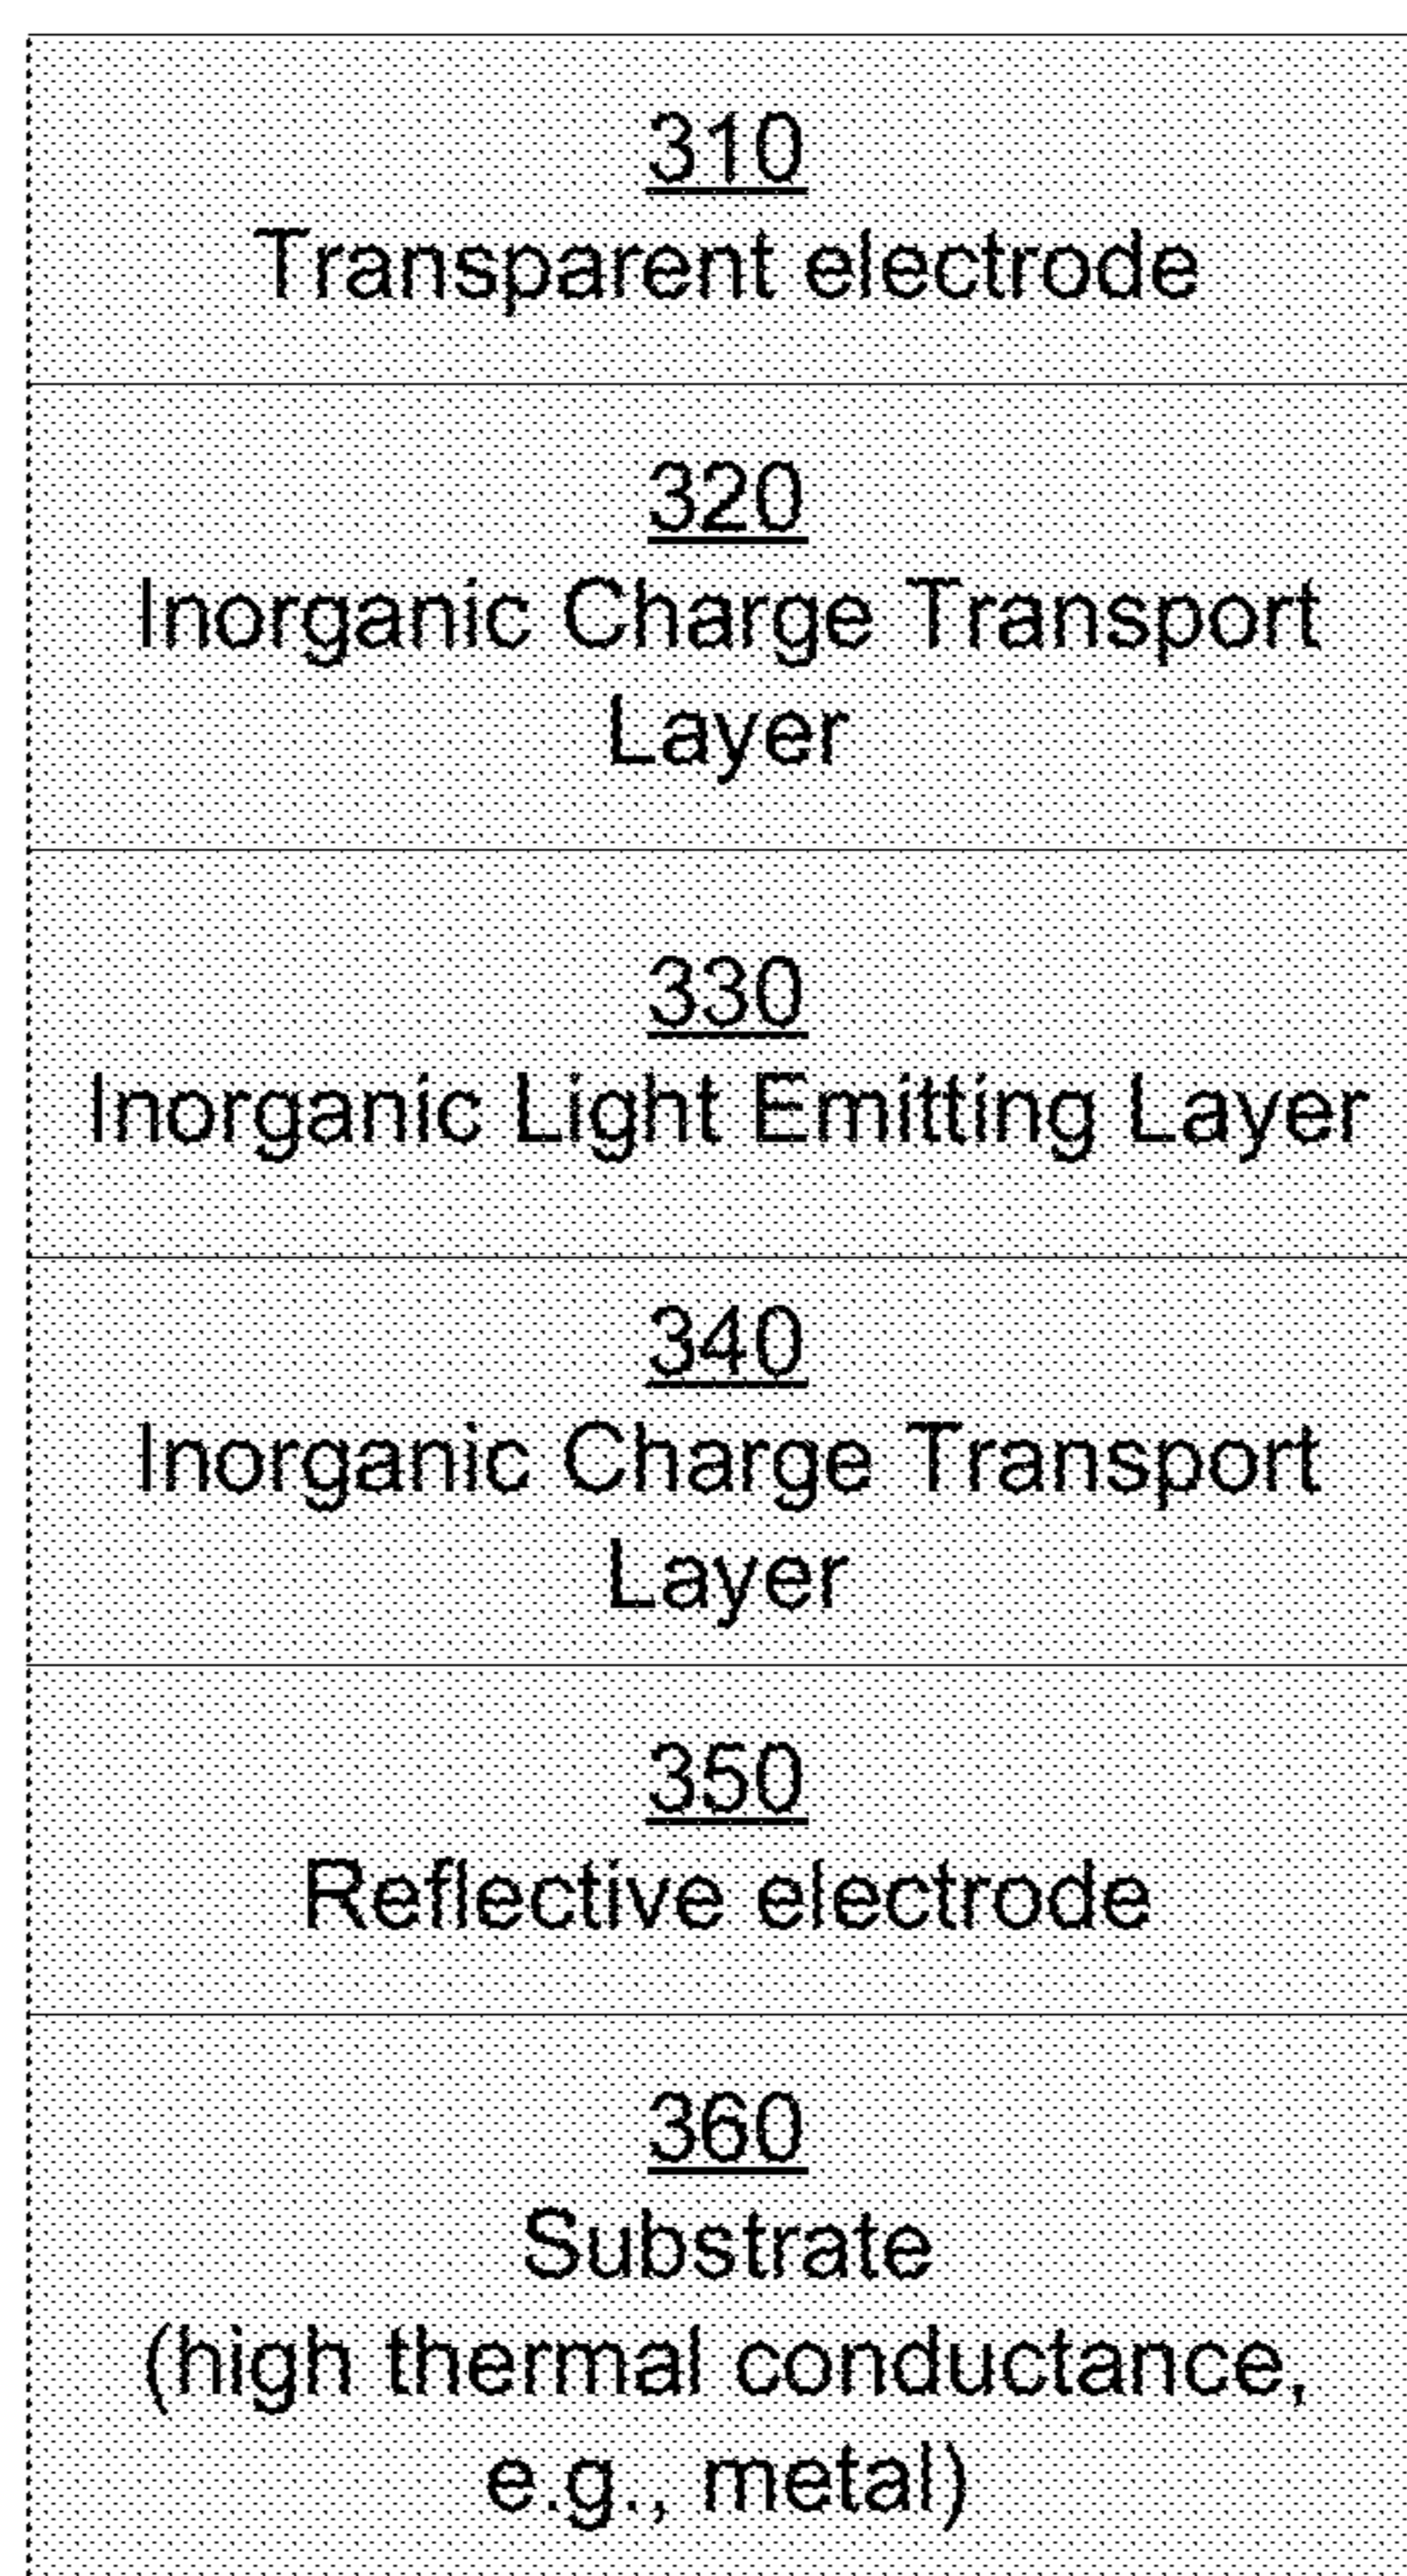 310
Transparent electrode
320
Inorganic Charge Transport
Layer
330
Inorganic Light Emitting Layer
340
Inorganic Charge Transport
Layer
350
Reflective electrode
360
Substrate
(high thermal conductance,
e.g., metal)